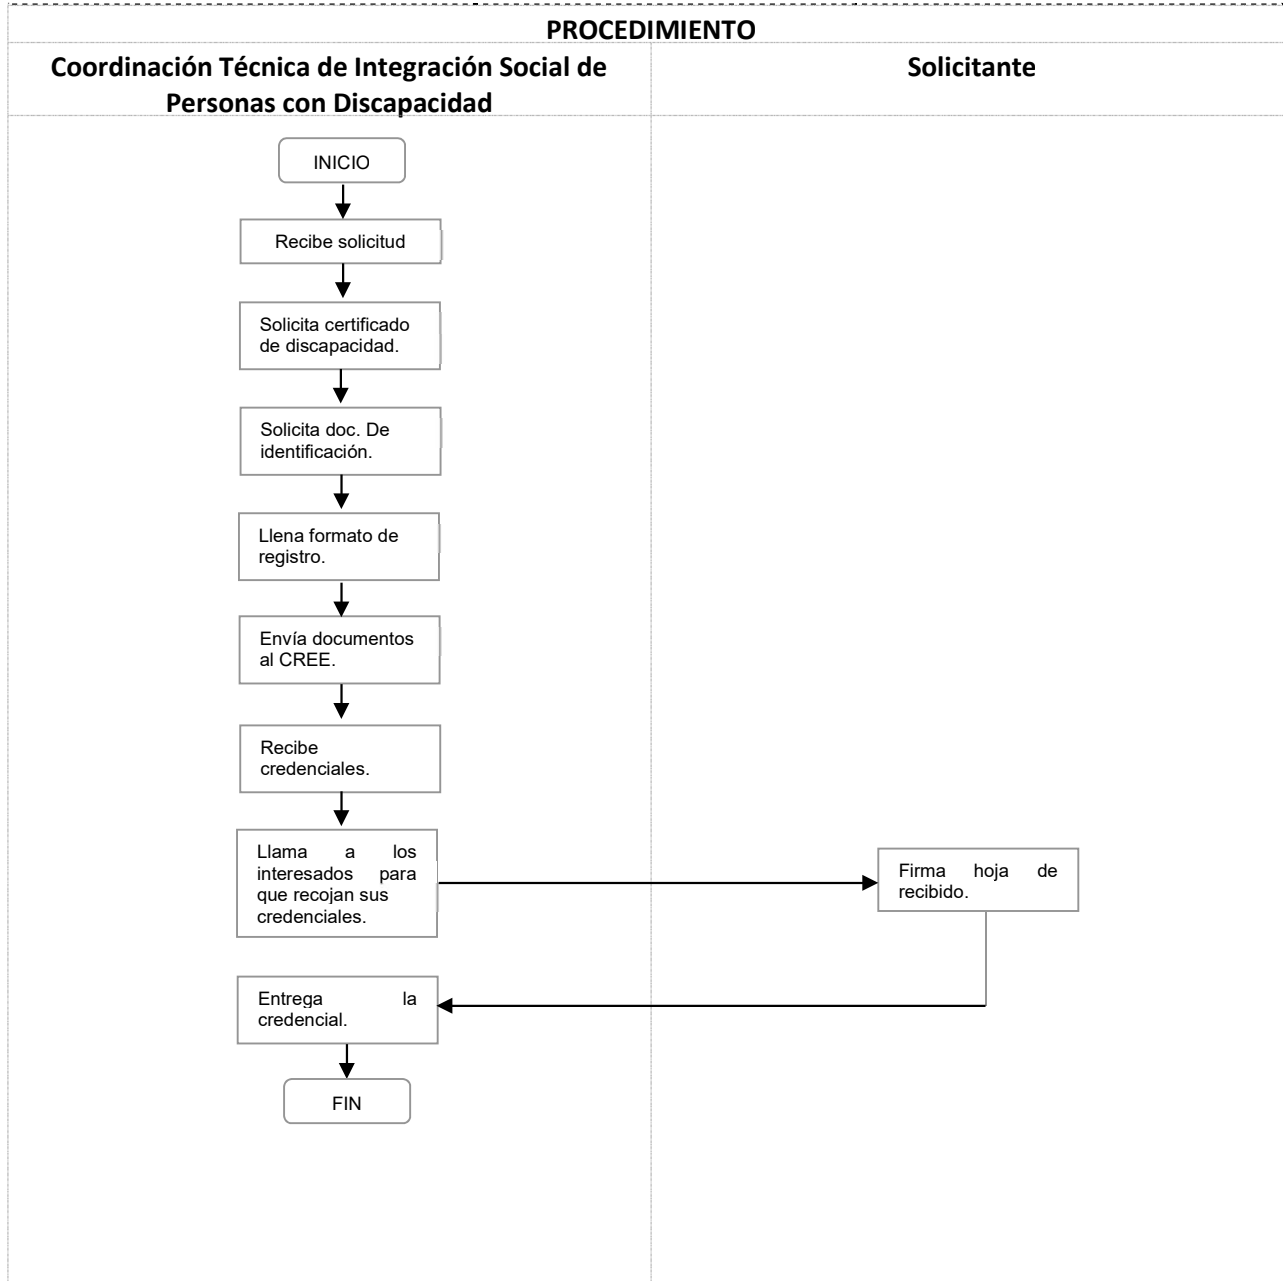 PROCEDIMIENTO
Coordinación Técnica de Integración Social de
Personas con Discapacidad
Solicitante
INICIO
Recibe solicitud
Solicita certificado
de discapacidad.
Solicita doc. De
identificación.
Llena formato de
registro.
Envía documentos
al CREE.
Recibe
credenciales.
Llama a los
interesados para
que recojan sus
credenciales.
Firma hoja de
recibido.
Entrega la
credencial.
FIN